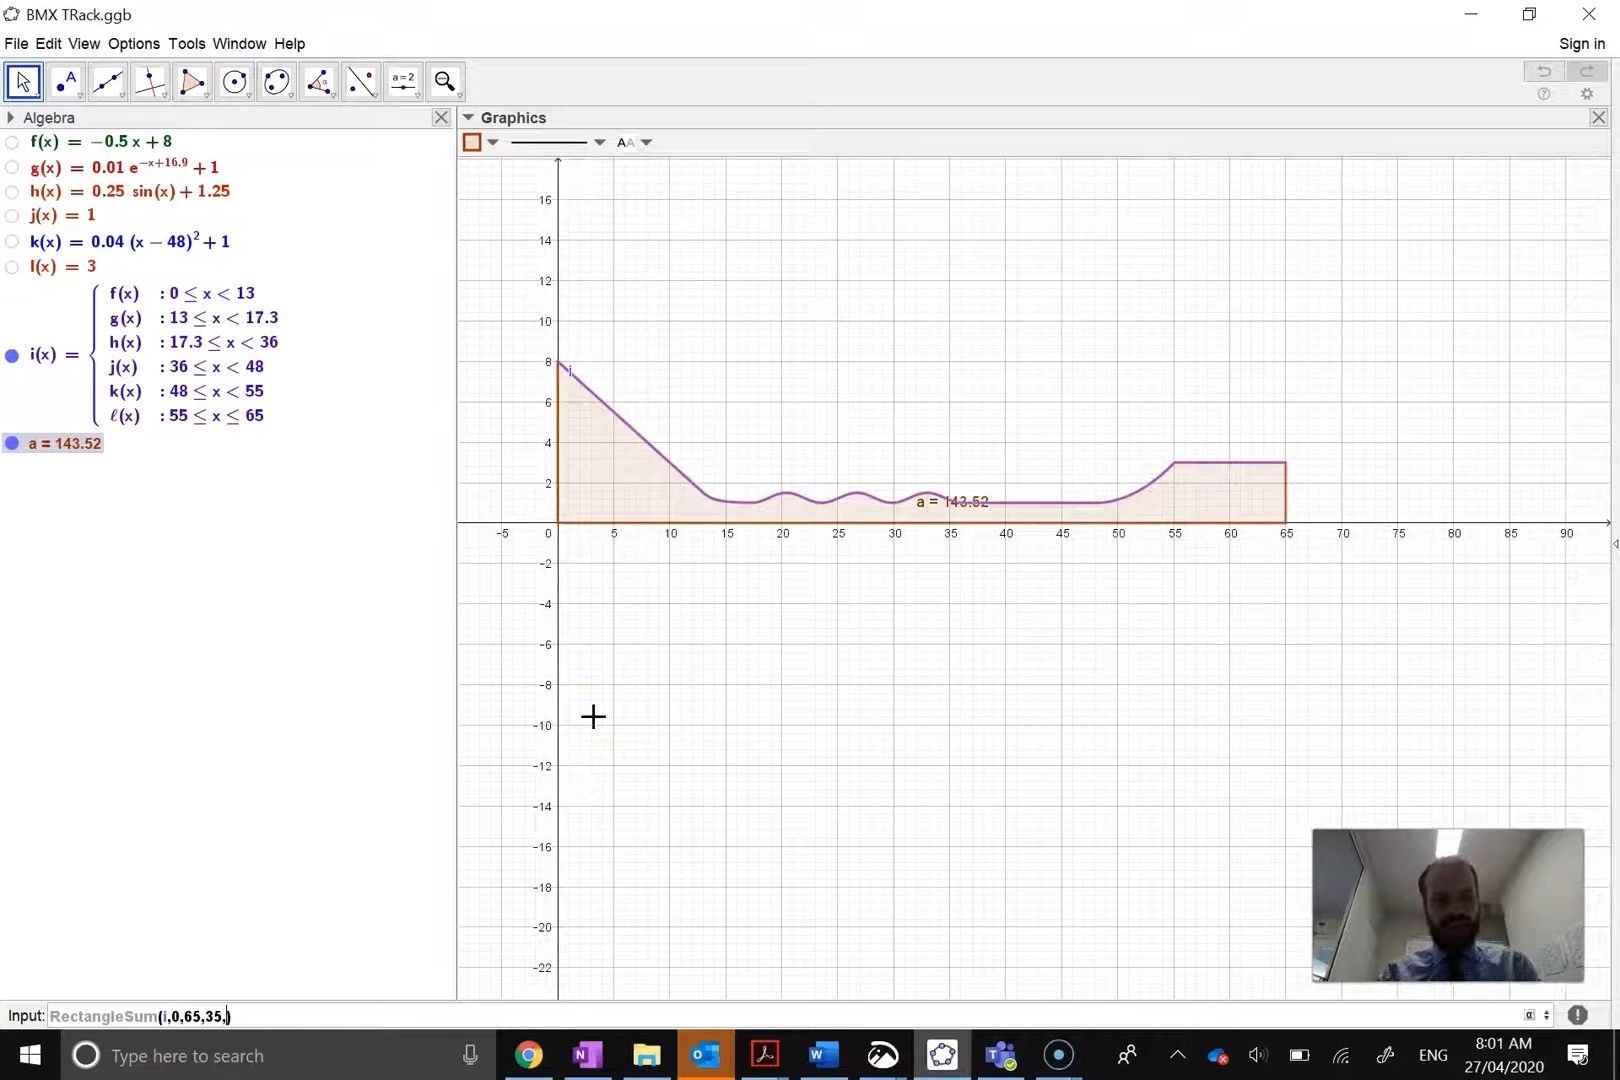 BMX TRack.ggb
File Edit View Options Tools Window Help
Sign in
A
α
a=2
Algebra
Graphics
AA
f(x) = −0.5 x + 8
g(x) = 0.01 e^−x+16.9 + 1
h(x) = 0.25 sin(x) + 1.25
j(x) = 1
k(x) = 0.04 (x − 48)² + 1
l(x) = 3
i(x) =
f(x) : 0 ≤ x < 13
g(x) : 13 ≤ x < 17.3
h(x) : 17.3 ≤ x < 36
j(x) : 36 ≤ x < 48
k(x) : 48 ≤ x < 55
ℓ(x) : 55 ≤ x ≤ 65
a = 143.52
16
14
12
10
8
i
6
4
2
a = 143.52
-5 0 5 10 15 20 25 30 35 40 45 50 55 60 65 70 75 80 85 90
-2
-4
-6
-8
-10
-12
-14
-16
-18
-20
-22
Input: RectangleSum(i,0,65,35,)
α
Type here to search
ENG
8:01 AM
27/04/2020